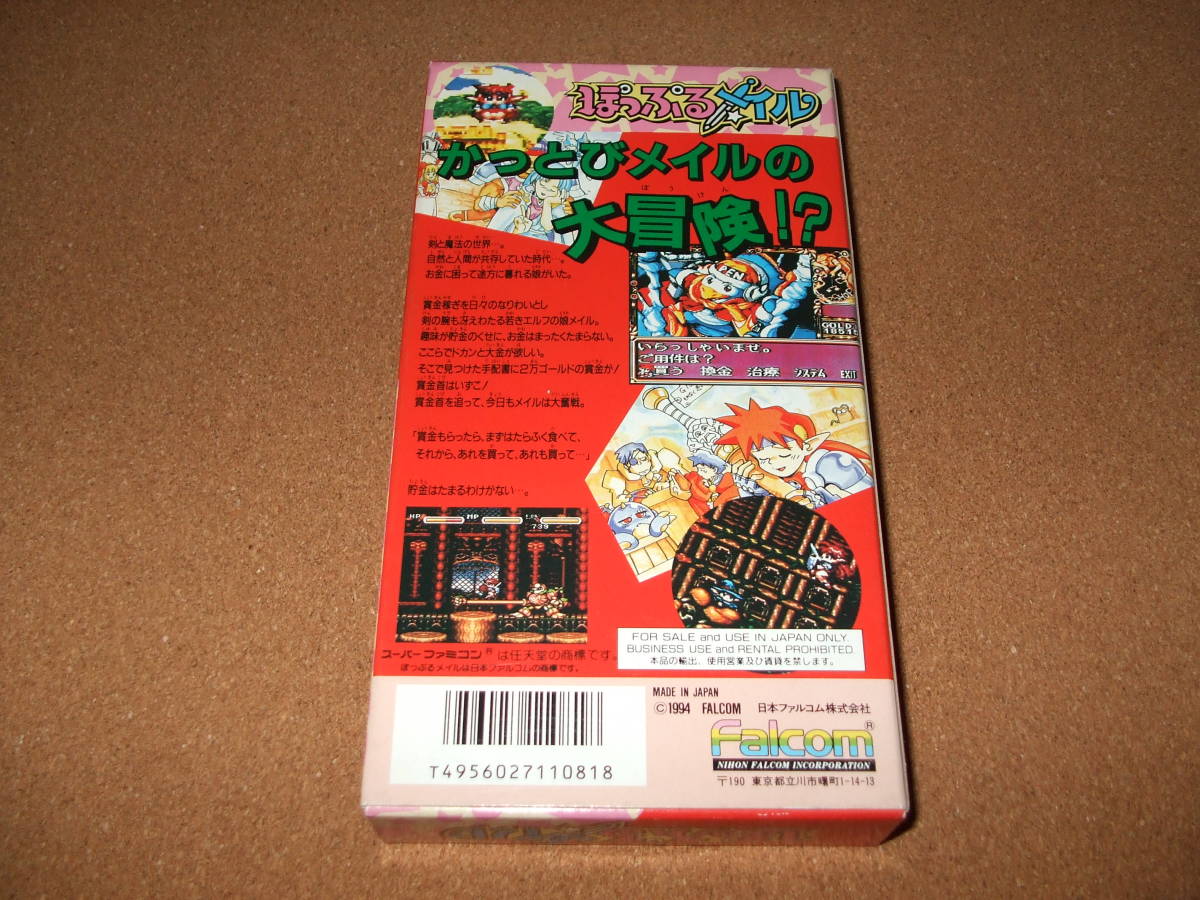 ぽっぷるメイル
かっとびメイルの
大冒険!?
ぼうけん
剣と魔法の世界…。
自然と人間が共存していた時代…。
お金に困って途方に暮れる娘がいた。
賞金稼ぎを日々のなりわいとし
剣の腕も冴えわたる若きエルフの娘メイル。
趣味が貯金のくせに、お金はまったくたまらない。
ここらでドカンと大金が欲しい。
そこで見つけた手配書に2万ゴールドの賞金が!
賞金首はいずこ!
賞金首を追って、今日もメイルは大奮戦。
「賞金もらったら、まずはたらふく食べて、
それから、あれを買って、あれも買って…」
貯金はたまるわけがない…。
PEN
GOLD
18515
いらっしゃいませ。
ご用件は?
買う 換金 治療 システム EXIT
HP
MP
739
スーパーファミコン®は任天堂の商標です。
ぽっぷるメイルは日本ファルコムの商標です。
FOR SALE and USE IN JAPAN ONLY.
BUSINESS USE and RENTAL PROHIBITED.
本品の輸出、使用営業及び賃貸を禁じます。
MADE IN JAPAN
©1994 FALCOM 日本ファルコム株式会社
Falcom®
NIHON FALCOM INCORPORATION
〒190 東京都立川市曙町1-14-13
T4956027110818